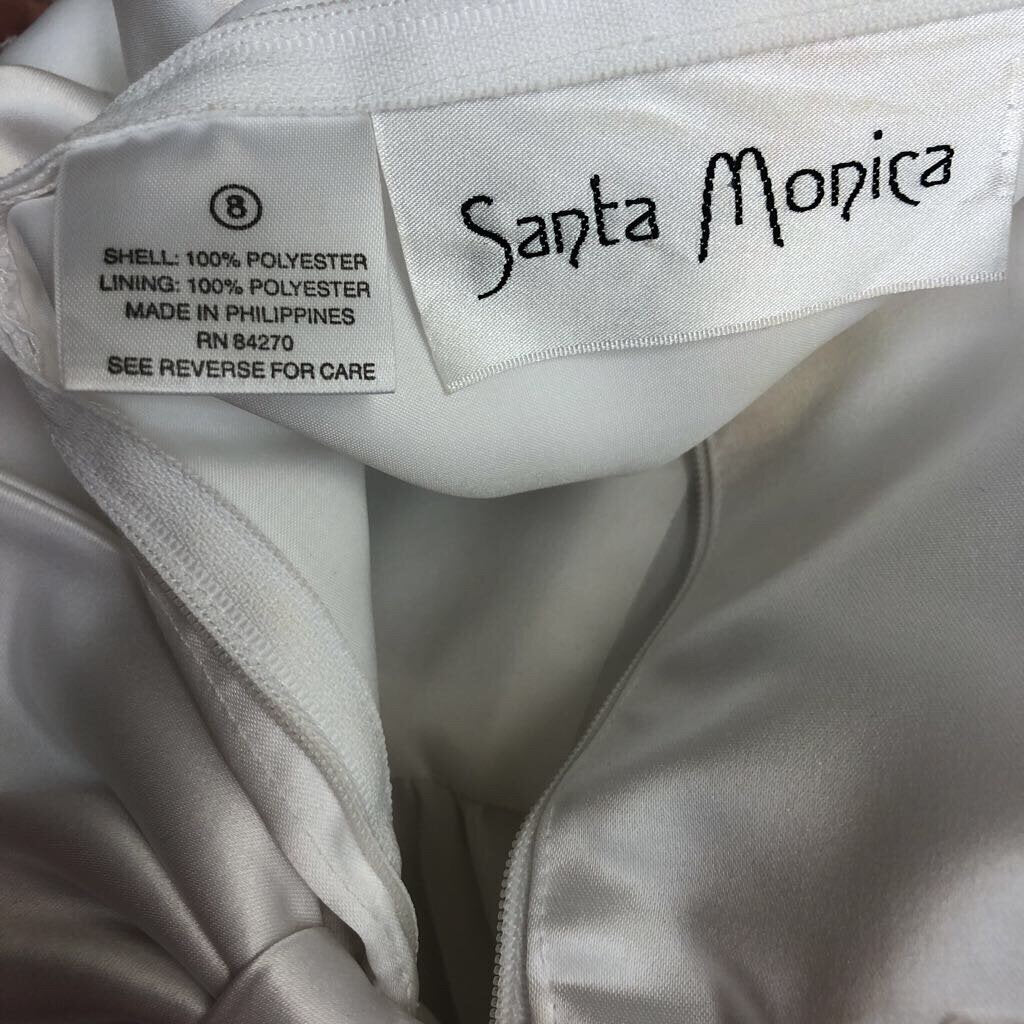 8
SHELL: 100% POLYESTER
LINING: 100% POLYESTER
MADE IN PHILIPPINES
RN 84270
SEE REVERSE FOR CARE
Santa Monica